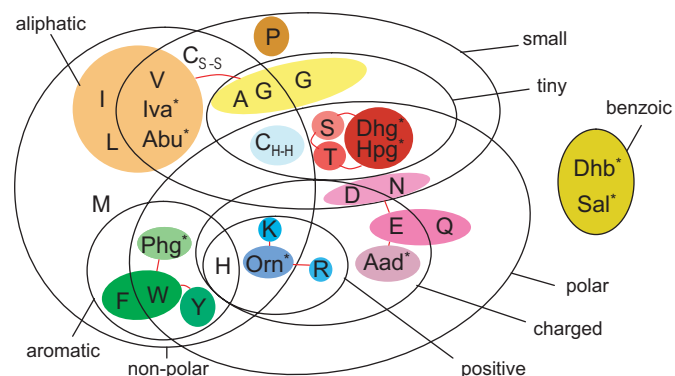 aliphatic
P
small
C S-S
V
G
G
A
I
Iva*
tiny
L
Abu*
S
Dhg*
benzoic
C H-H
T
Hpg*
Dhb*
D
N
Sal*
M
K
E
Q
Phg*
H
Orn*
R
Aad*
F
W
Y
polar
charged
aromatic
non-polar
positive